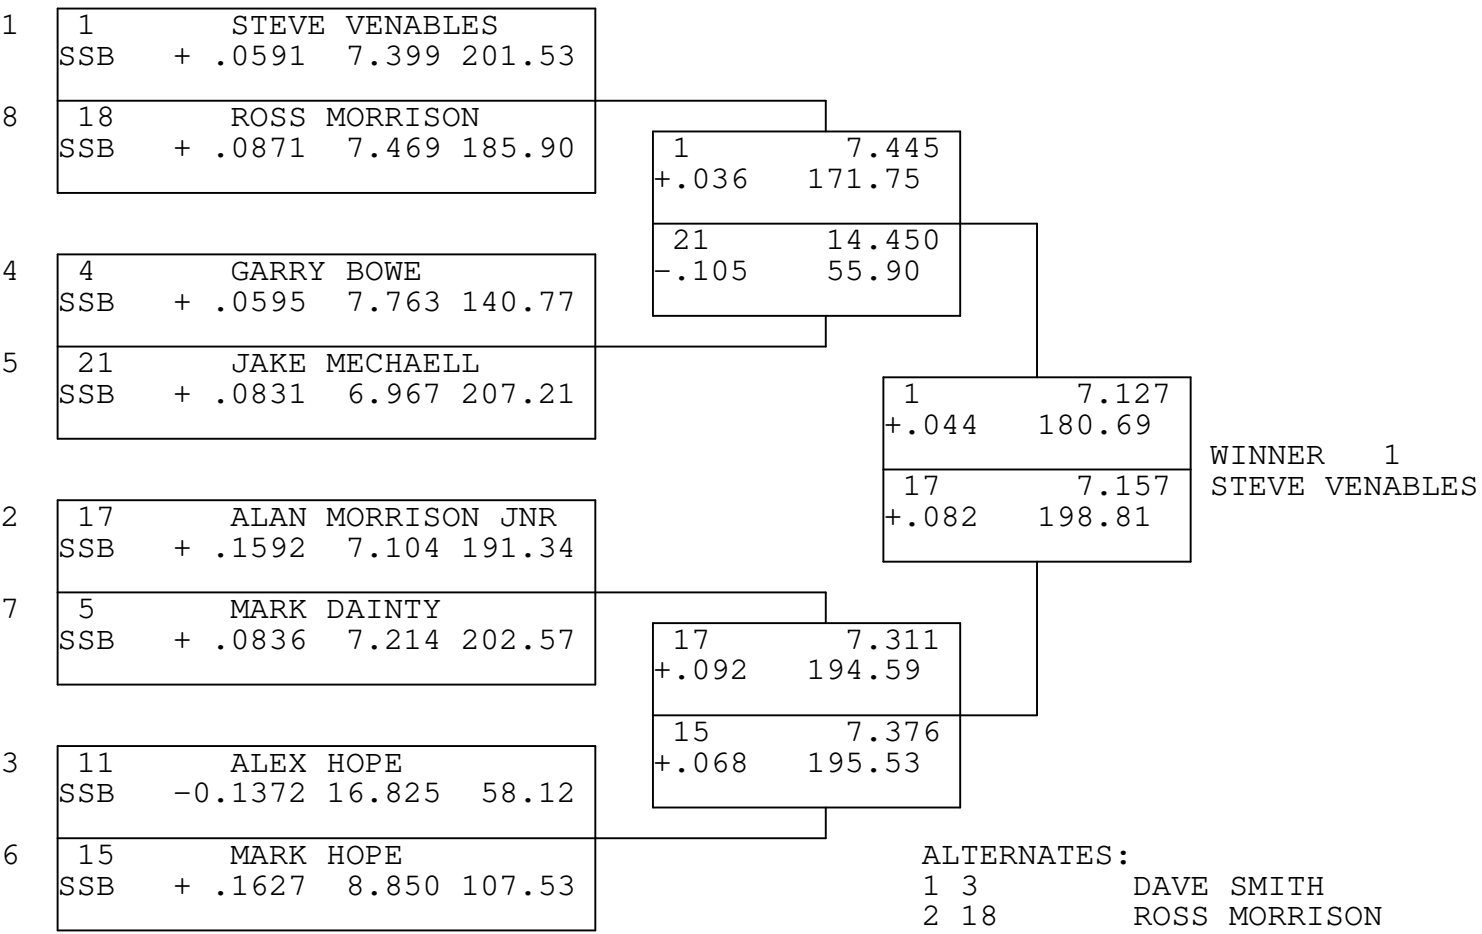 1 1 STEVE VENABLES
SSB + .0591 7.399 201.53
8 18 ROSS MORRISON
SSB + .0871 7.469 185.90
1 7.445
+.036 171.75
21 14.450
-.105 55.90
4 4 GARRY BOWE
SSB + .0595 7.763 140.77
5 21 JAKE MECHAELL
SSB + .0831 6.967 207.21
1 7.127
+.044 180.69
17 7.157
+.082 198.81
WINNER 1
STEVE VENABLES
2 17 ALAN MORRISON JNR
SSB + .1592 7.104 191.34
7 5 MARK DAINTY
SSB + .0836 7.214 202.57
17 7.311
+.092 194.59
15 7.376
+.068 195.53
3 11 ALEX HOPE
SSB -0.1372 16.825 58.12
6 15 MARK HOPE
SSB + .1627 8.850 107.53
ALTERNATES:
1 3 DAVE SMITH
2 18 ROSS MORRISON